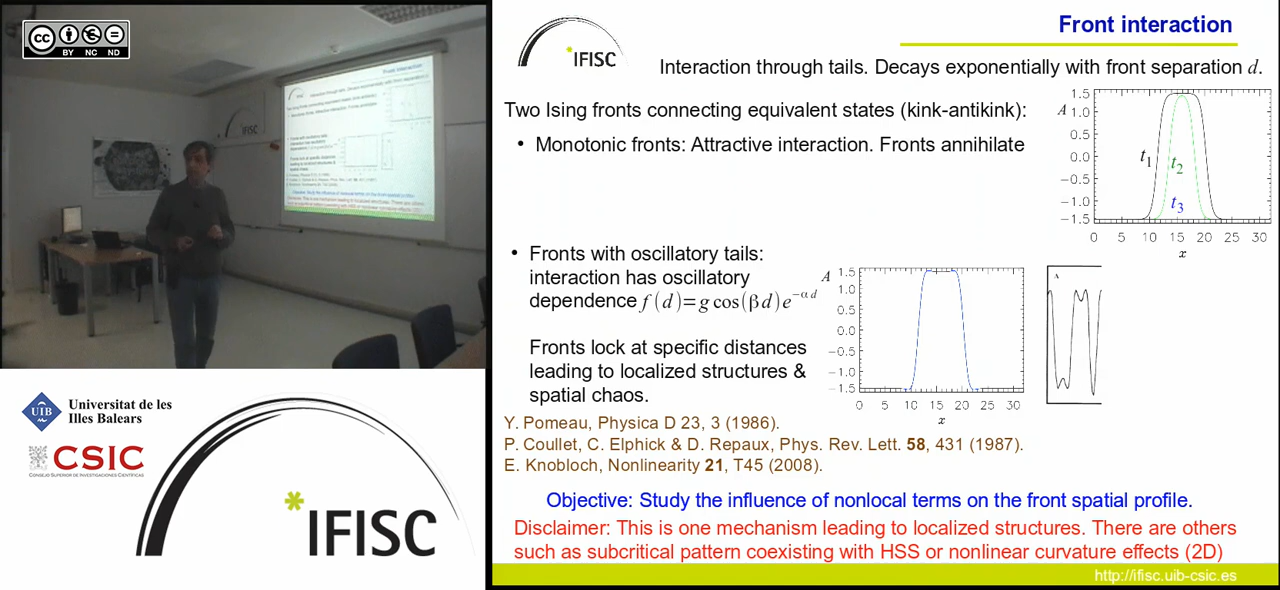 cc BY NC ND
Universitat de les
Illes Balears
UIB
CSIC
CONSEJO SUPERIOR DE INVESTIGACIONES CIENTÍFICAS
*IFISC
*IFISC
Front interaction
Interaction through tails. Decays exponentially with front separation d.
Two Ising fronts connecting equivalent states (kink-antikink):
• Monotonic fronts: Attractive interaction. Fronts annihilate
A
1.5
1.0
0.5
0.0
−0.5
−1.0
−1.5
t1
t2
t3
0 5 10 15 20 25 30
x
• Fronts with oscillatory tails:
interaction has oscillatory
dependence f(d)=g cos(βd)e^−αd
Fronts lock at specific distances
leading to localized structures &
spatial chaos.
A
1.5
1.0
0.5
0.0
−0.5
−1.0
−1.5
0 5 10 15 20 25 30
x
A
Y. Pomeau, Physica D 23, 3 (1986).
P. Coullet, C. Elphick & D. Repaux, Phys. Rev. Lett. 58, 431 (1987).
E. Knobloch, Nonlinearity 21, T45 (2008).
Objective: Study the influence of nonlocal terms on the front spatial profile.
Disclaimer: This is one mechanism leading to localized structures. There are others
such as subcritical pattern coexisting with HSS or nonlinear curvature effects (2D)
http://ifisc.uib-csic.es